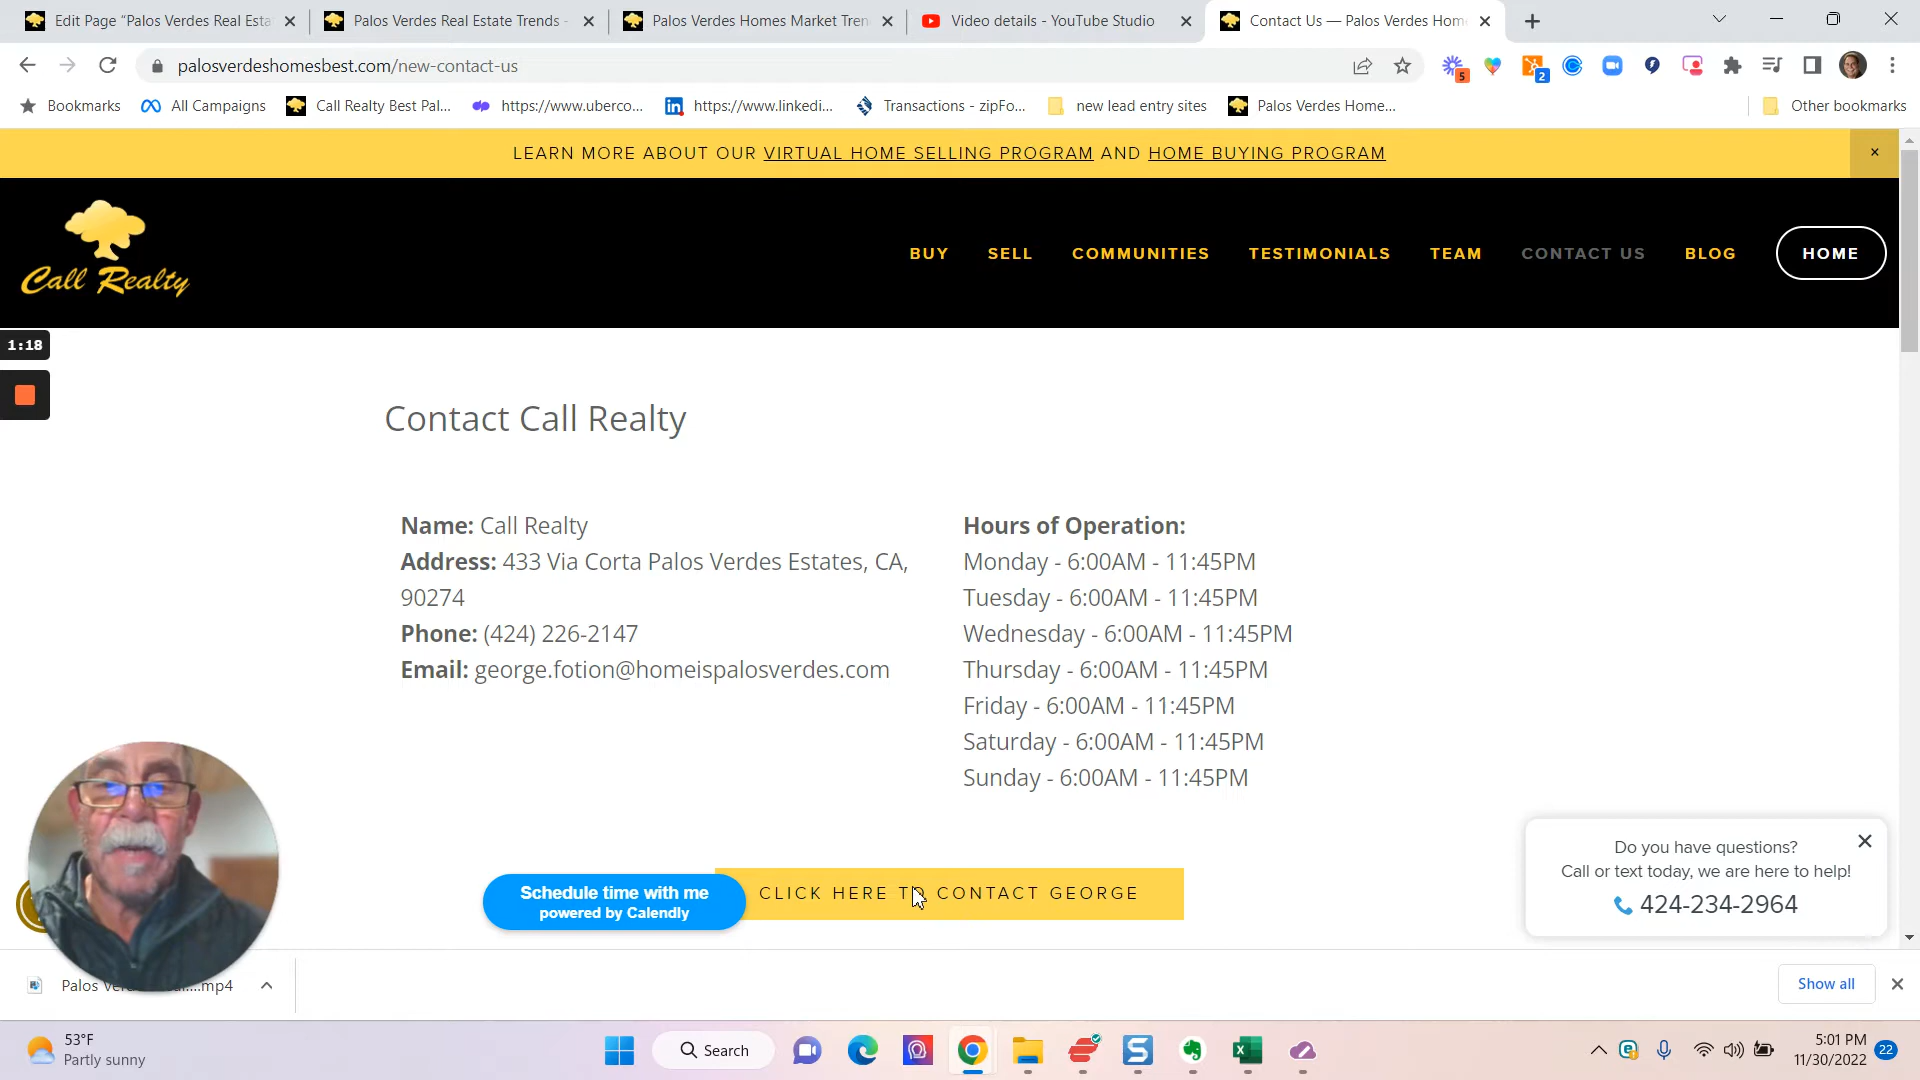 Edit Page "Palos Verdes Real Esta
Palos Verdes Real Estate Trends -
Palos Verdes Homes Market Tren
Video details - YouTube Studio
Contact Us — Palos Verdes Hom
palosverdeshomesbest.com/new-contact-us
5
2
Bookmarks
All Campaigns
Call Realty Best Pal...
https://www.uberco...
https://www.linkedi...
Transactions - zipFo...
new lead entry sites
Palos Verdes Home...
Other bookmarks
LEARN MORE ABOUT OUR VIRTUAL HOME SELLING PROGRAM AND HOME BUYING PROGRAM
Call Realty
BUY
SELL
COMMUNITIES
TESTIMONIALS
TEAM
CONTACT US
BLOG
HOME
1:18
Contact Call Realty
Name: Call Realty
Address: 433 Via Corta Palos Verdes Estates, CA,
90274
Phone: (424) 226-2147
Email: george.fotion@homeispalosverdes.com
Hours of Operation:
Monday - 6:00AM - 11:45PM
Tuesday - 6:00AM - 11:45PM
Wednesday - 6:00AM - 11:45PM
Thursday - 6:00AM - 11:45PM
Friday - 6:00AM - 11:45PM
Saturday - 6:00AM - 11:45PM
Sunday - 6:00AM - 11:45PM
Schedule time with me
powered by Calendly
CLICK HERE TO CONTACT GEORGE
Do you have questions?
Call or text today, we are here to help!
424-234-2964
Palos Ver ....mp4
Show all
53°F
Partly sunny
Search
5:01 PM
11/30/2022
22